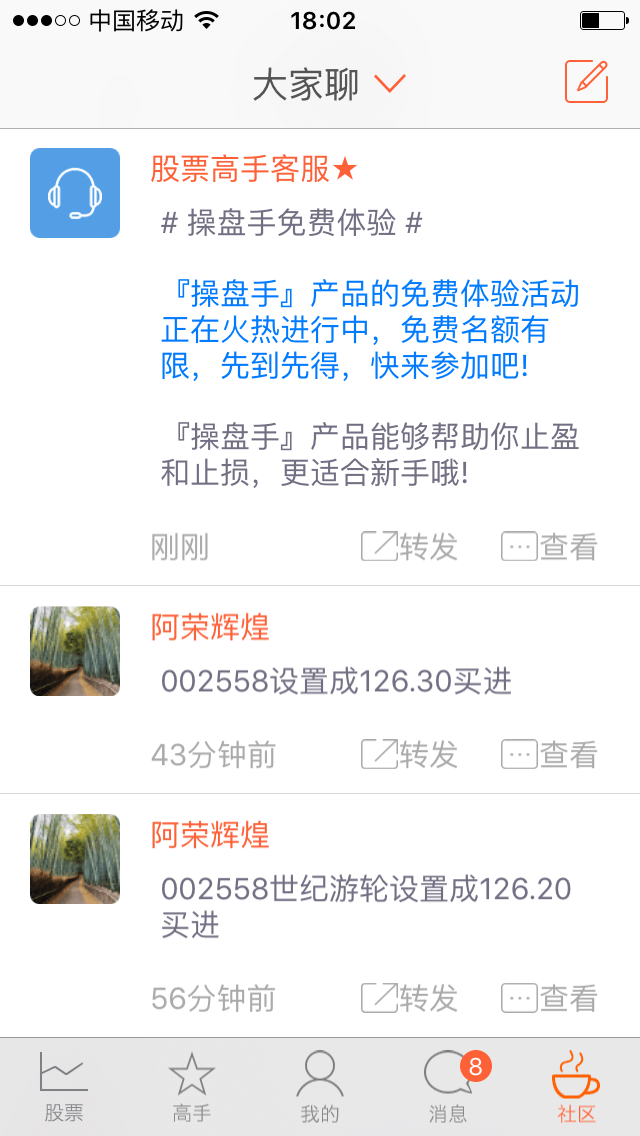 中国移动 18:02
大家聊
股票高手客服★
# 操盘手免费体验 #
『操盘手』产品的免费体验活动
正在火热进行中，免费名额有
限，先到先得，快来参加吧!
『操盘手』产品能够帮助你止盈
和止损，更适合新手哦!
刚刚 转发 查看
阿荣辉煌
002558设置成126.30买进
43分钟前 转发 查看
阿荣辉煌
002558世纪游轮设置成126.20
买进
56分钟前 转发 查看
8
股票 高手 我的 消息 社区